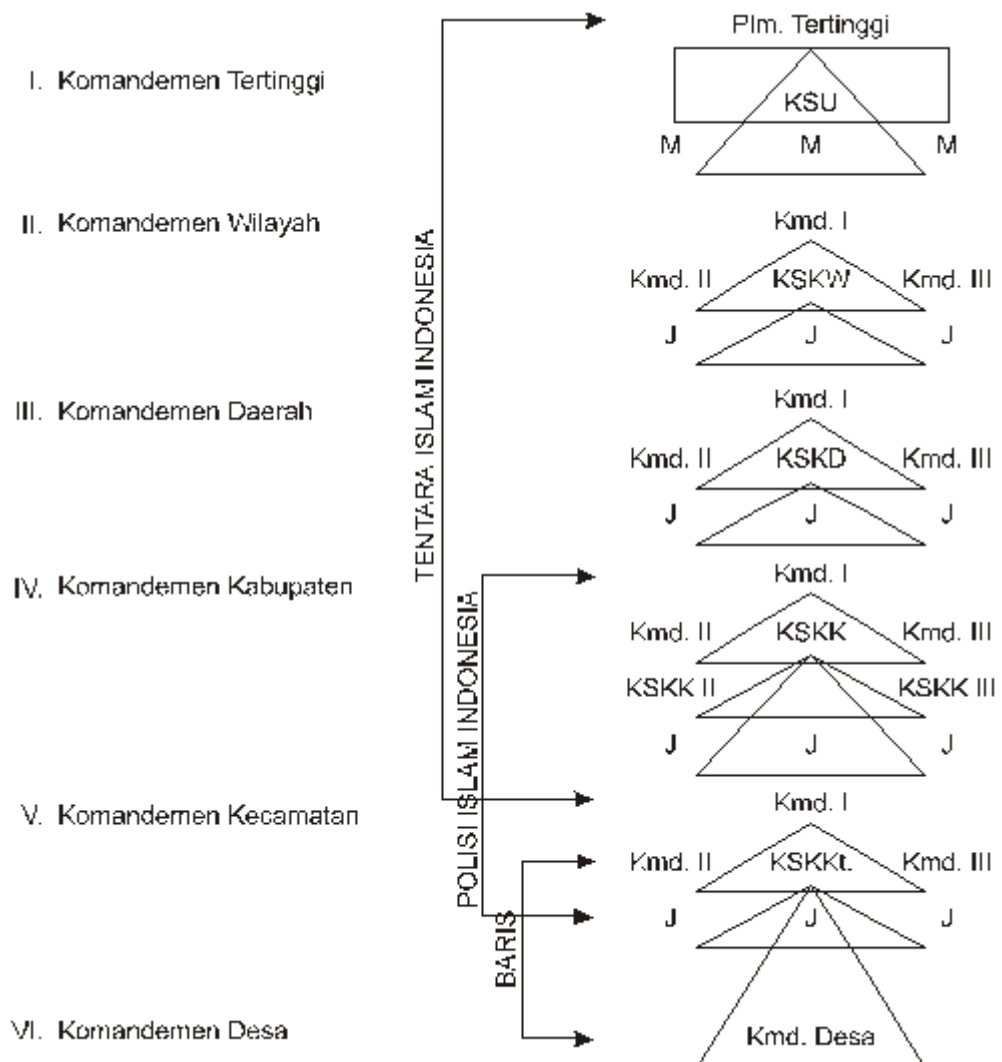 Plm. Tertinggi
I. Komandemen Tertinggi
KSU
M M M
II. Komandemen Wilayah
Kmd. I
Kmd. II KSKW Kmd. III
J J J
TENTARA ISLAM INDONESIA
III. Komandemen Daerah
Kmd. I
Kmd. II KSKD Kmd. III
J J J
IV. Komandemen Kabupaten
Kmd. I
Kmd. II KSKK Kmd. III
KSKK II KSKK III
J J J
POLISI ISLAM INDONESIA
V. Komandemen Kecamatan
Kmd. I
Kmd. II KSKKt. Kmd. III
J J J
BARIS
VI. Komandemen Desa
Kmd. Desa